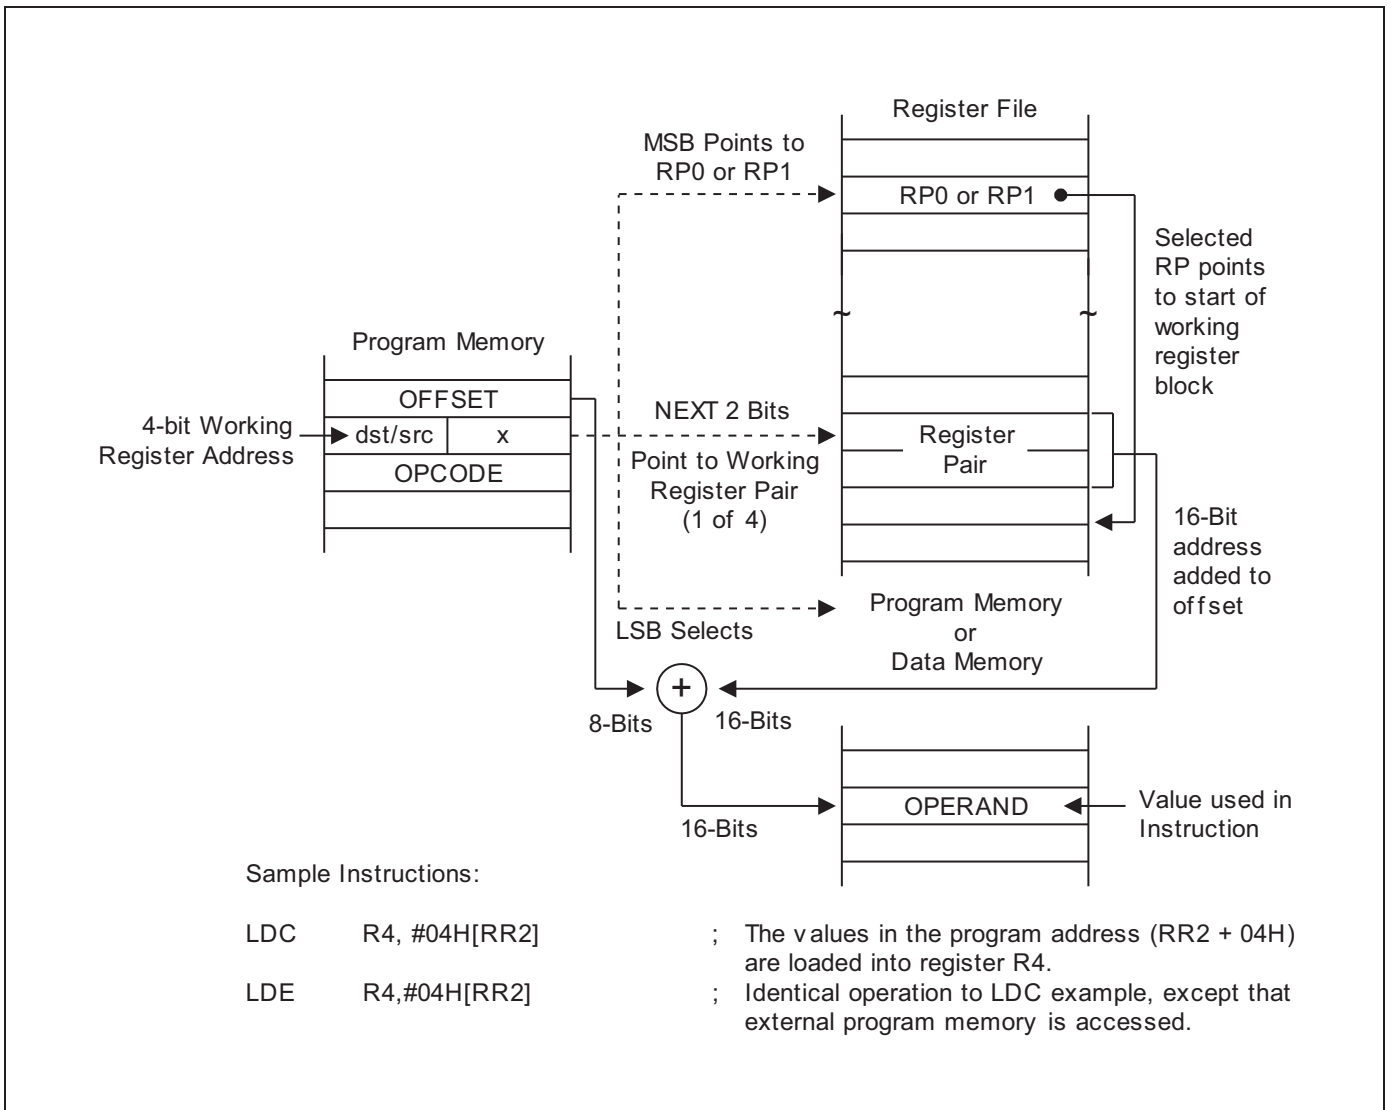 Register File
MSB Points to
RP0 or RP1
RP0 or RP1
Selected
RP points
to start of
working
register
block
~
~
Program Memory
OFFSET
4-bit Working
Register Address
dst/src
x
OPCODE
NEXT 2 Bits
Point to Working
Register Pair
(1 of 4)
Register
Pair
16-Bit
address
added to
offset
LSB Selects
Program Memory
or
Data Memory
+
8-Bits
16-Bits
16-Bits
OPERAND
Value used in
Instruction
Sample Instructions:
LDC R4, #04H[RR2] ; The values in the program address (RR2 + 04H)
are loaded into register R4.
LDE R4,#04H[RR2] ; Identical operation to LDC example, except that
external program memory is accessed.